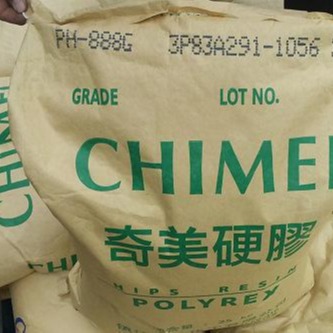 PH-888G 3P83A291-1056
GRADE LOT NO.
CHIMEI
奇美硬膠
HIPS RESIN
POLYREX